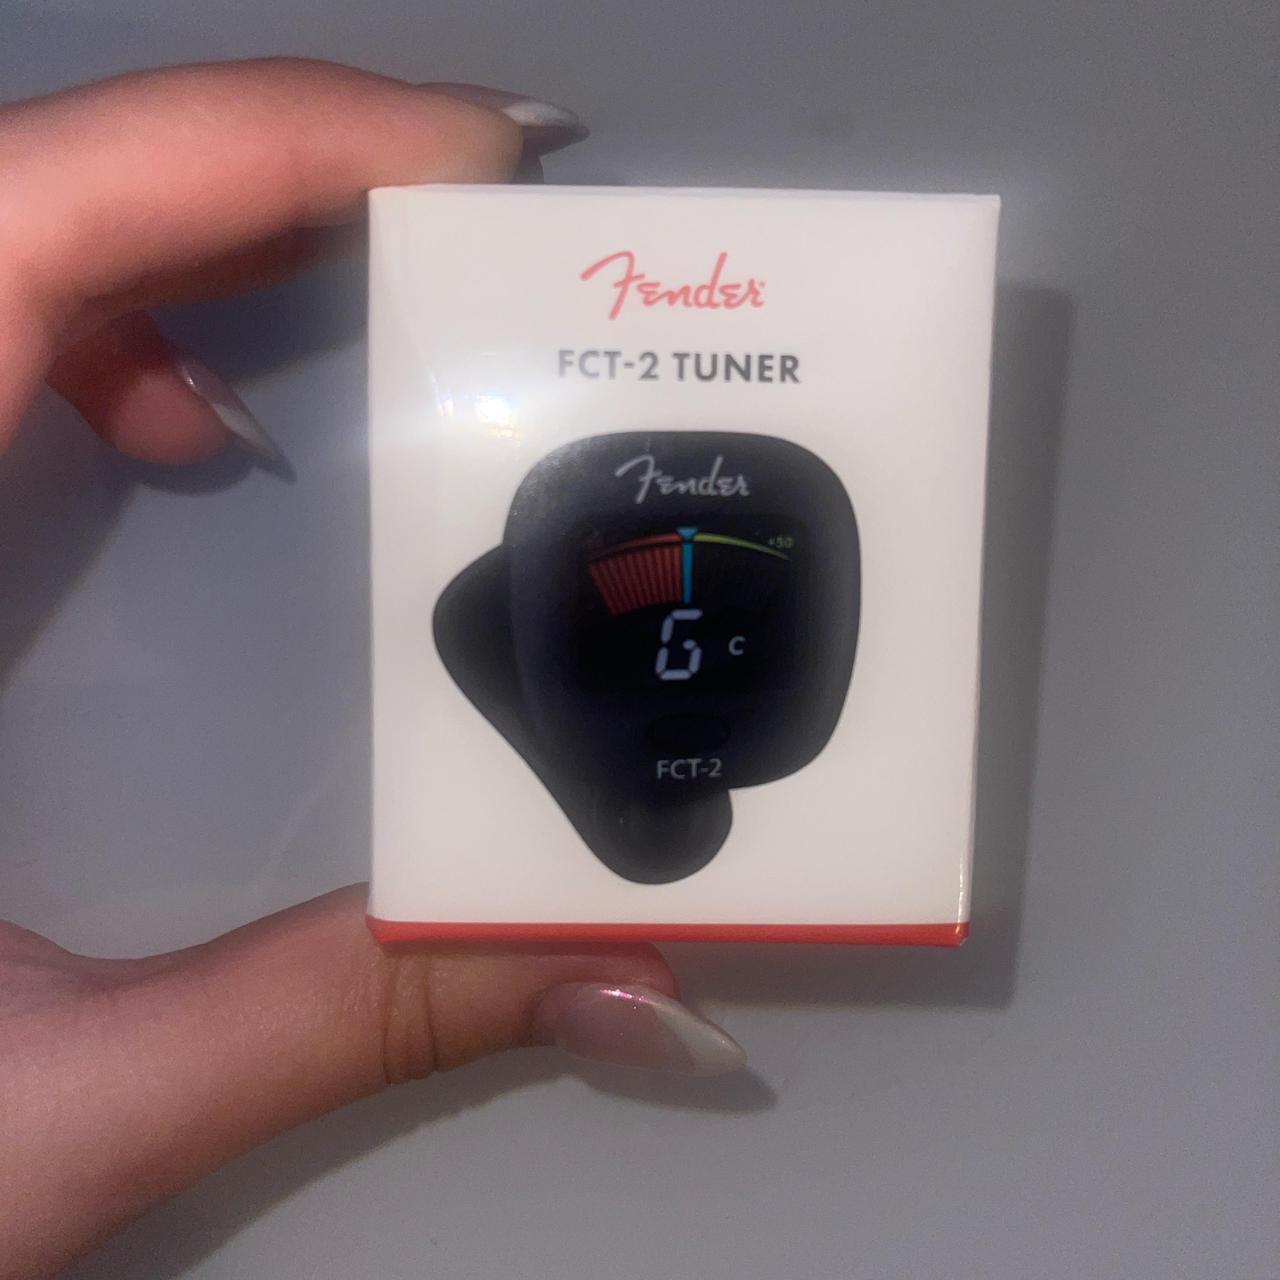 Fender
FCT-2 TUNER
Fender
+50
G C
FCT-2